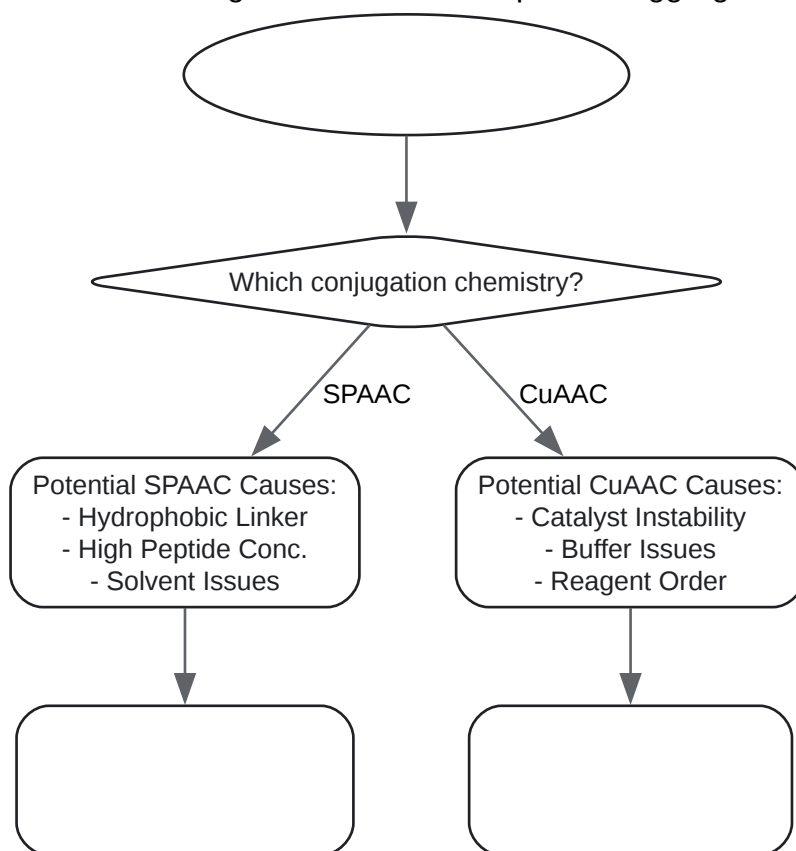 Which conjugation chemistry?
SPAAC
CuAAC
Potential SPAAC Causes:
- Hydrophobic Linker
- High Peptide Conc.
- Solvent Issues
Potential CuAAC Causes:
- Catalyst Instability
- Buffer Issues
- Reagent Order